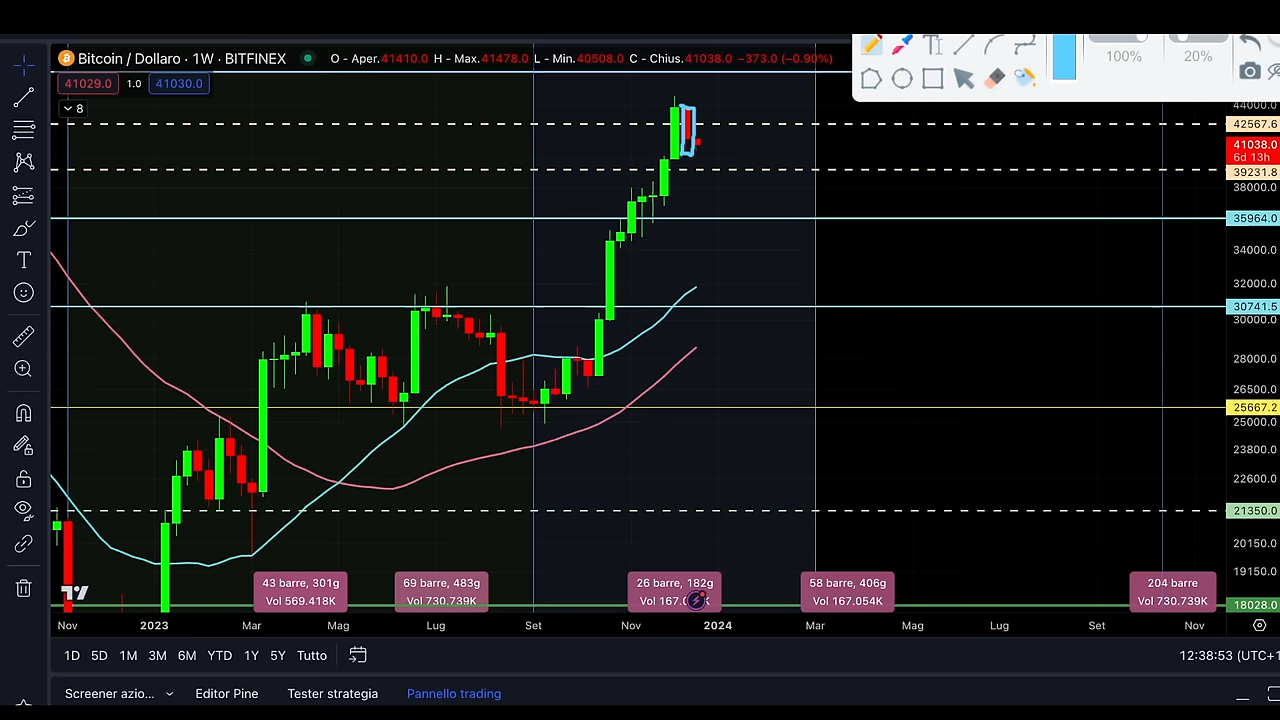 Bitcoin / Dollaro · 1W · BITFINEX O - Aper.41410.0 H - Max.41478.0 L - Min.40508.0 C - Chius.41038.0 −373.0 (−0.90%)
41029.0 1.0 41030.0
8
100% 20%
44000.0
42567.6
41038.0
6d 13h
39231.8
38000.0
35964.0
34000.0
32000.0
30741.5
30000.0
28000.0
26500.0
25667.2
25000.0
23800.0
22600.0
21350.0
20150.0
19150.0
18028.0
43 barre, 301g
Vol 569.418K
69 barre, 483g
Vol 730.739K
26 barre, 182g
58 barre, 406g
Vol 167.054K
204 barre
Vol 730.739K
Nov 2023 Mar Mag Lug Set Nov 2024 Mar Mag Lug Set Nov
1D 5D 1M 3M 6M YTD 1Y 5Y Tutto
12:38:53 (UTC+1
Screener azio... Editor Pine Tester strategia Pannello trading